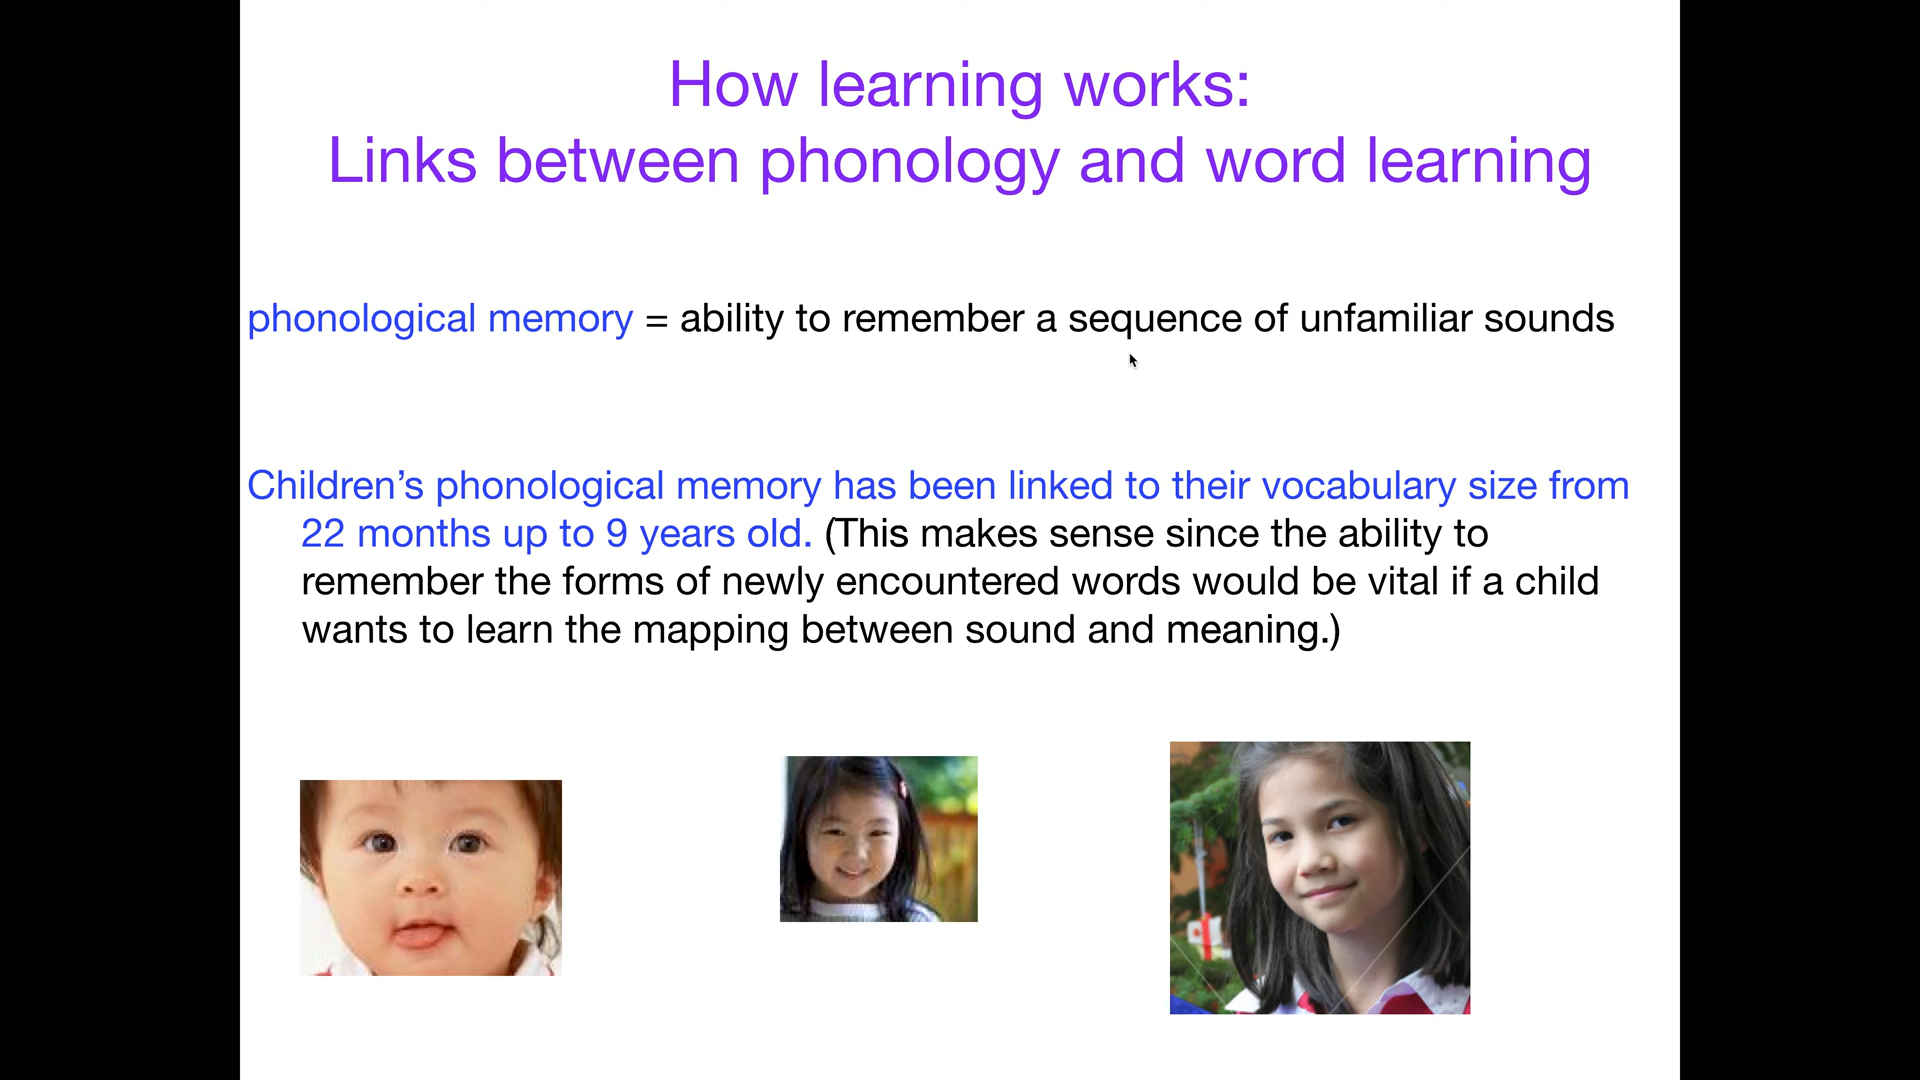 How learning works:
Links between phonology and word learning
phonological memory = ability to remember a sequence of unfamiliar sounds
Children’s phonological memory has been linked to their vocabulary size from
22 months up to 9 years old. (This makes sense since the ability to
remember the forms of newly encountered words would be vital if a child
wants to learn the mapping between sound and meaning.)